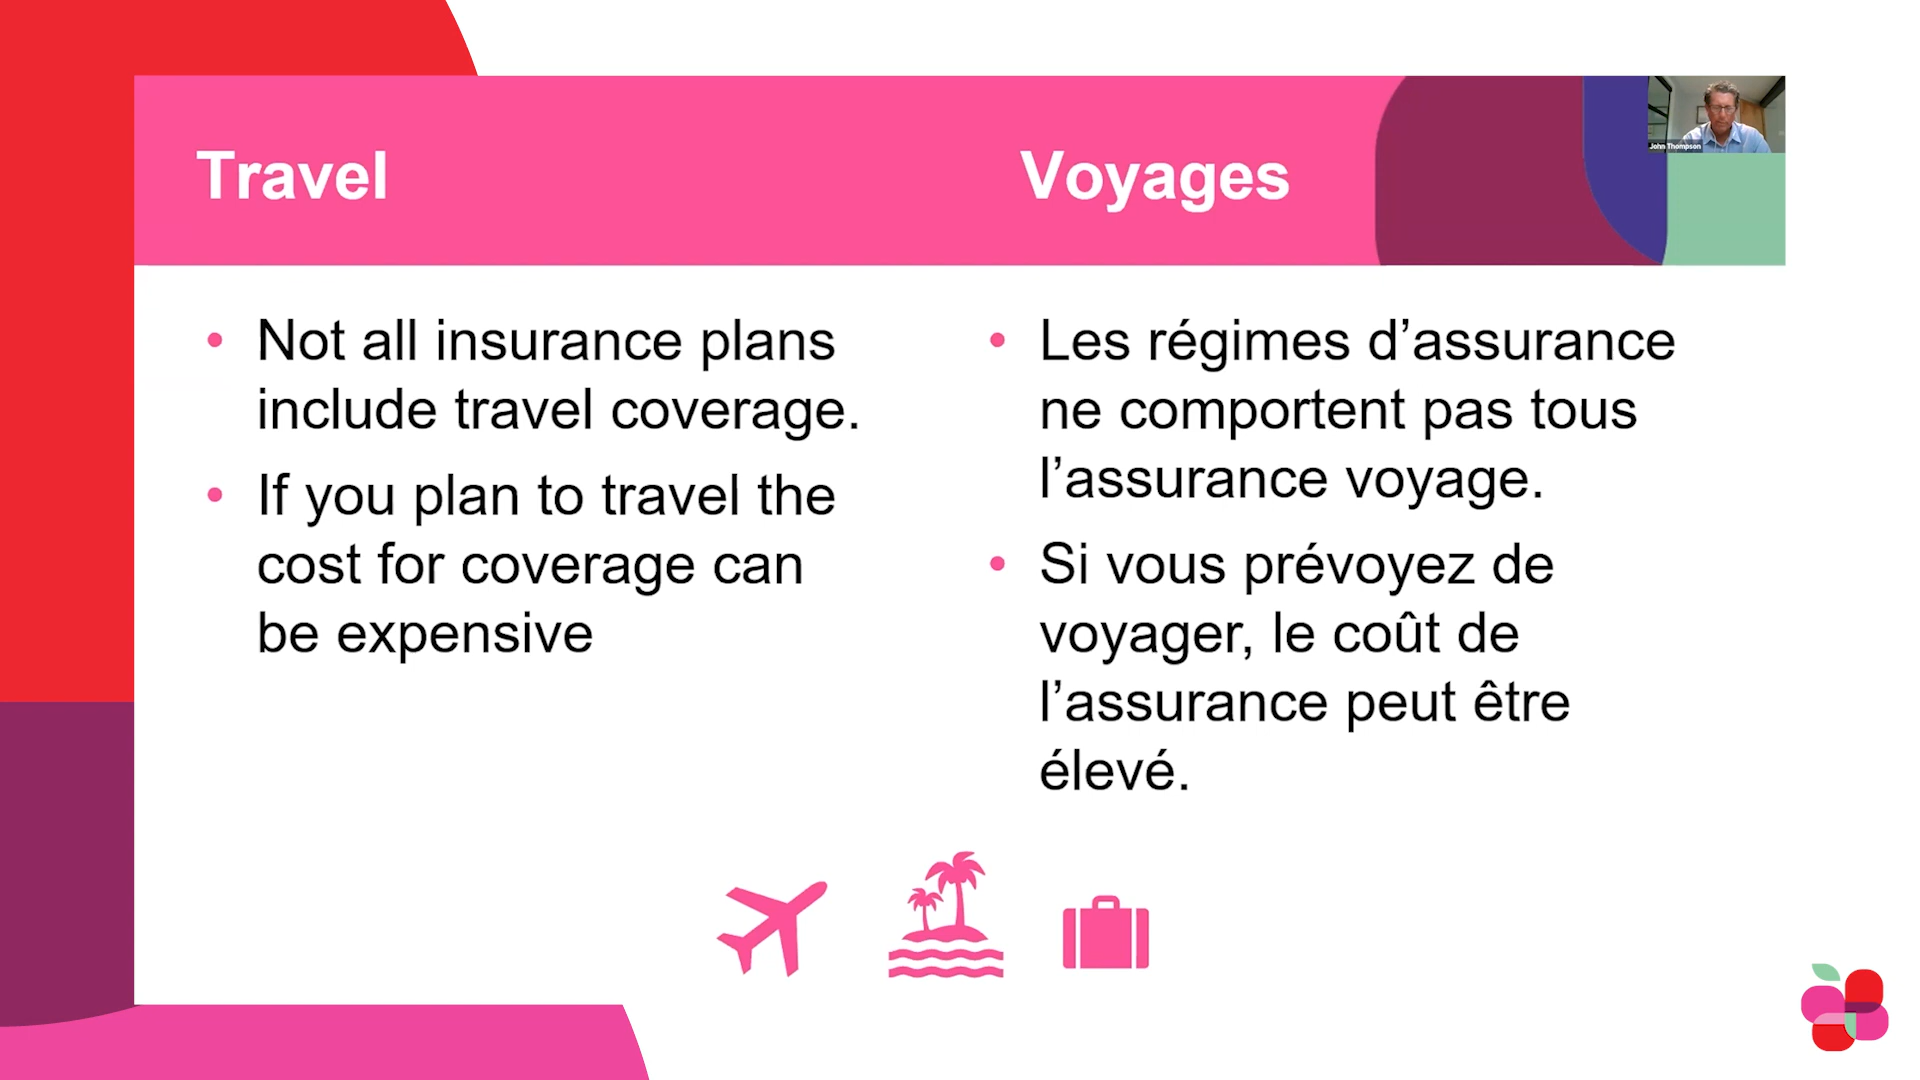 Travel
Voyages
John Thompson
• Not all insurance plans
include travel coverage.
• If you plan to travel the
cost for coverage can
be expensive
• Les régimes d’assurance
ne comportent pas tous
l’assurance voyage.
• Si vous prévoyez de
voyager, le coût de
l’assurance peut être
élevé.